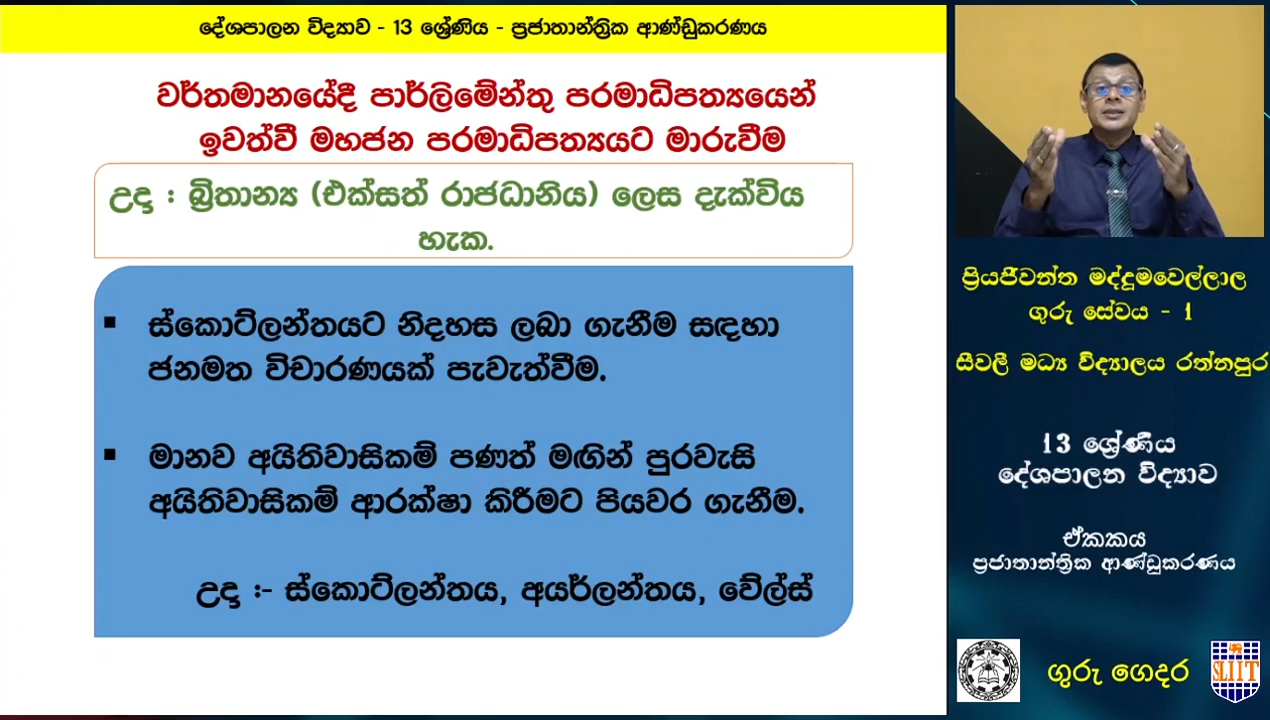 දේශපාලන විද්‍යාව - 13 ශ්‍රේණිය - ප්‍රජාතාන්ත්‍රික ආණ්ඩුකරණය
වර්තමානයේදී පාර්ලිමේන්තු පරමාධිපත්‍යයෙන්
ඉවත්වී මහජන පරමාධිපත්‍යයට මාරුවීම
උදා : බ්‍රිතාන්‍ය (එක්සත් රාජධානිය) ලෙස දැක්විය
හැක.
▪ ස්කොට්ලන්තයට නිදහස ලබා ගැනීම සඳහා
ජනමත විචාරණයක් පැවැත්වීම.
▪ මානව අයිතිවාසිකම් පණත් මඟින් පුරවැසි
අයිතිවාසිකම් ආරක්ෂා කිරීමට පියවර ගැනීම.
උදා :- ස්කොට්ලන්තය, අයර්ලන්තය, වේල්ස්
ප්‍රියජීවන්ත මද්දූමවෙල්ලාල
ගුරු සේවය - 1
සීවලී මධ්‍ය විද්‍යාලය රත්නපුර
13 ශ්‍රේණිය
දේශපාලන විද්‍යාව
ඒකකය
ප්‍රජාතාන්ත්‍රික ආණ්ඩුකරණය
ගුරු ගෙදර
SLIIT